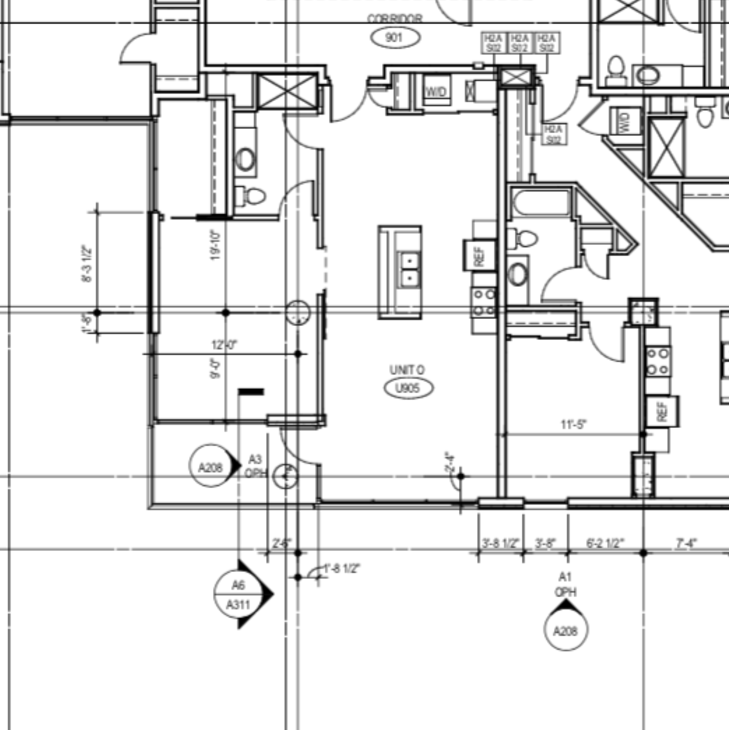 CORRIDOR
901
H2A H2A H2A
S02 S02 S02
W/D
W/D
H2A
S02
8'-3 1/2"
19'-10"
REF
1'-8"
12'-0"
9'-0"
UNIT O
U905
REF
11'-5"
A208
A3
OPH
2'-4"
2'-6"
3'-8 1/2"
3'-8"
6'-2 1/2"
7'-4"
1'-8 1/2"
A6
A311
A1
OPH
A208